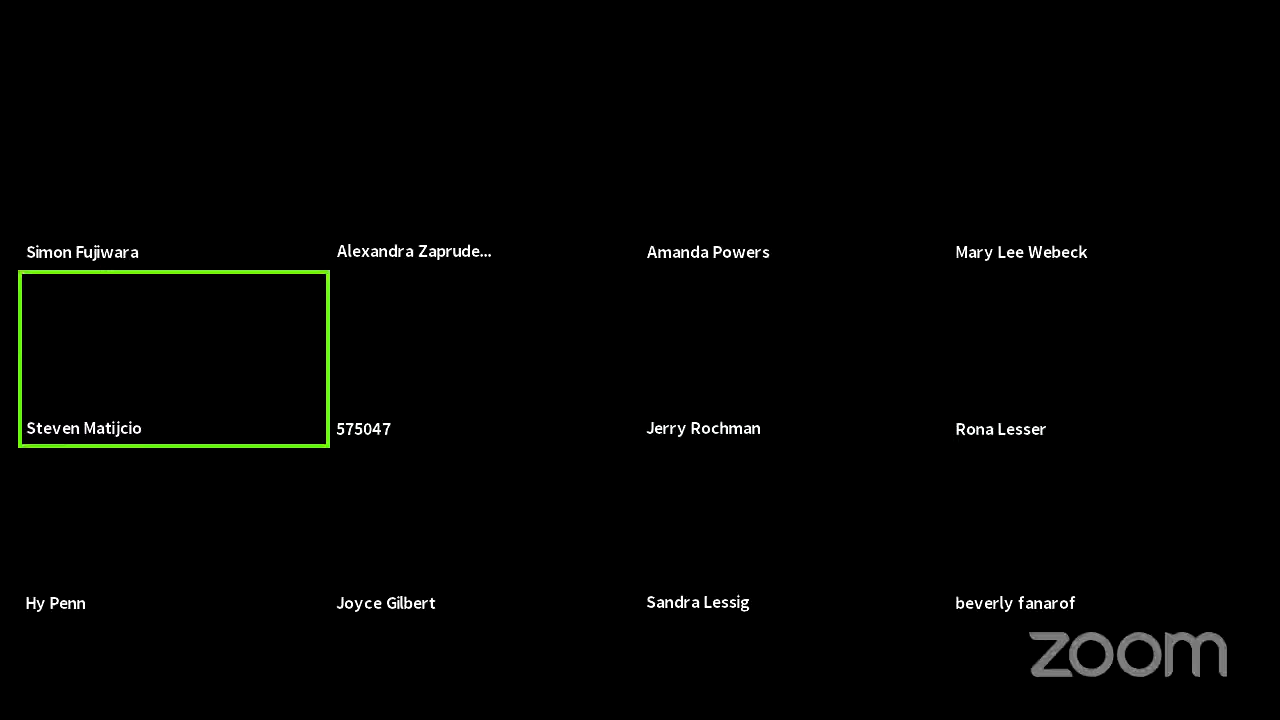 Simon Fujiwara
Alexandra Zaprude...
Amanda Powers
Mary Lee Webeck
Steven Matijcio
575047
Jerry Rochman
Rona Lesser
Hy Penn
Joyce Gilbert
Sandra Lessig
beverly fanarof
zoom